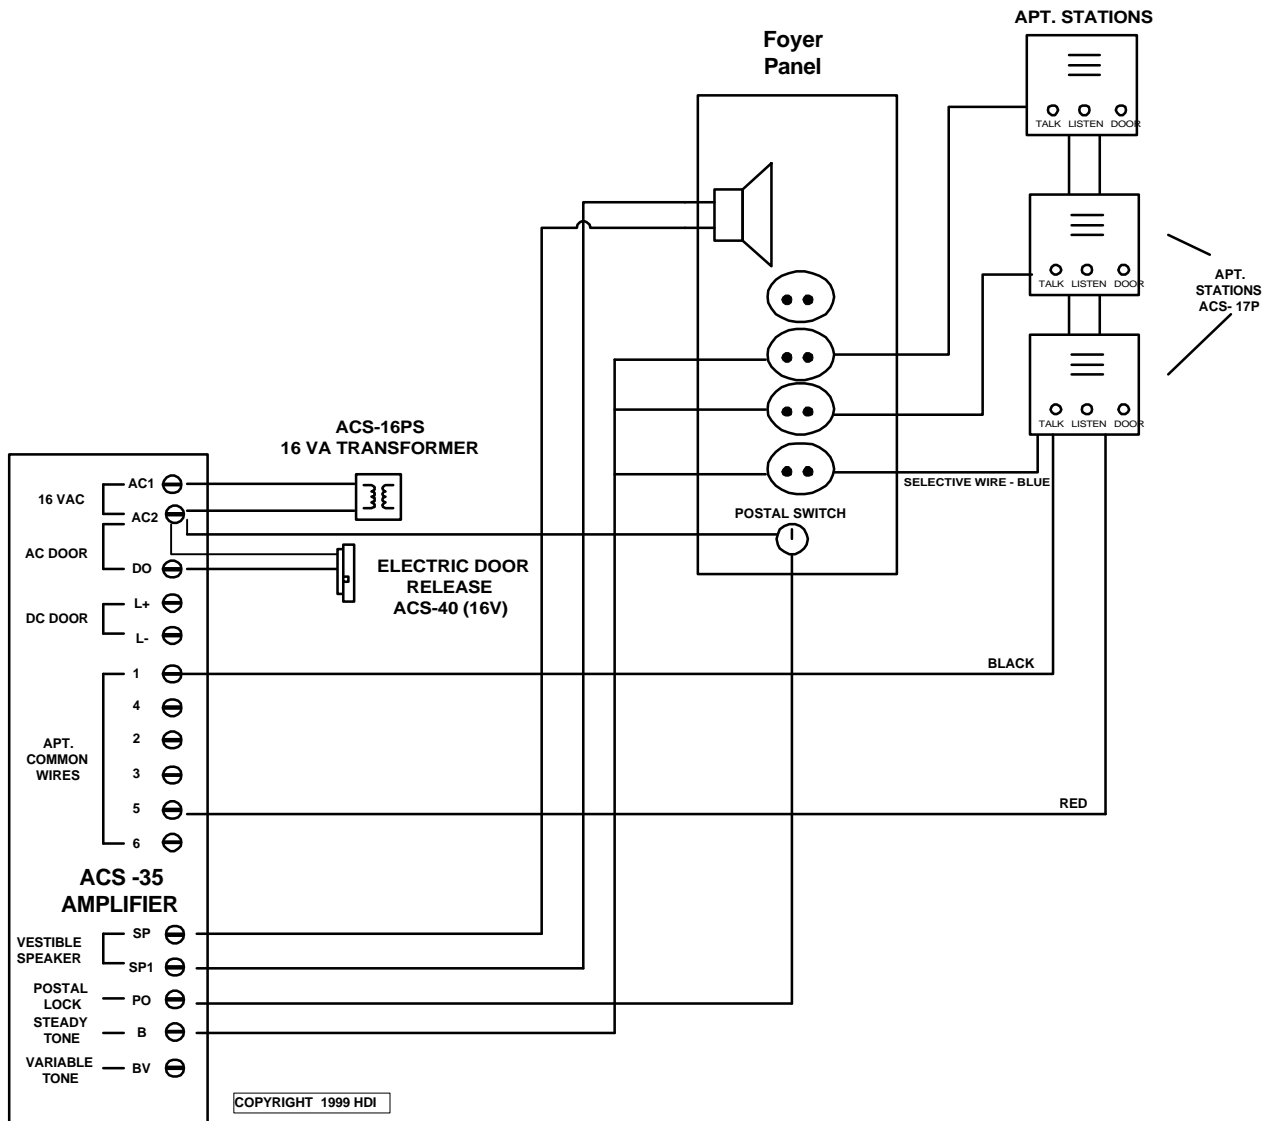 APT. STATIONS
Foyer
Panel
TALK LISTEN DOOR
TALK LISTEN DOOR
APT.
STATIONS
ACS- 17P
TALK LISTEN DOOR
ACS-16PS
16 VA TRANSFORMER
SELECTIVE WIRE - BLUE
POSTAL SWITCH
ELECTRIC DOOR
RELEASE
ACS-40 (16V)
16 VAC
AC1
AC2
AC DOOR
DO
DC DOOR
L+
L-
BLACK
1
4
2
APT.
COMMON
WIRES
3
5
6
RED
ACS -35
AMPLIFIER
VESTIBLE
SPEAKER
SP
SP1
POSTAL
LOCK
PO
STEADY
TONE
B
VARIABLE
TONE
BV
COPYRIGHT 1999 HDI